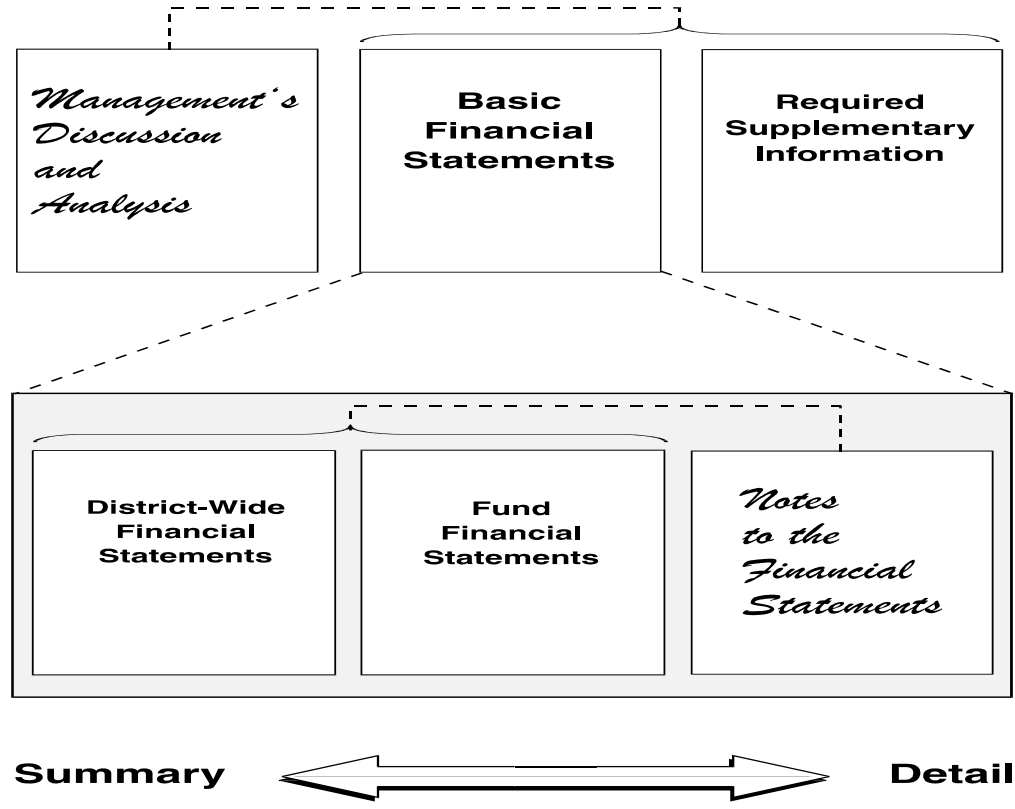 Management's
Discussion
and
Analysis
Basic
Financial
Statements
Required
Supplementary
Information
District-Wide
Financial
Statements
Fund
Financial
Statements
Notes
to the
Financial
Statements
Summary
Detail